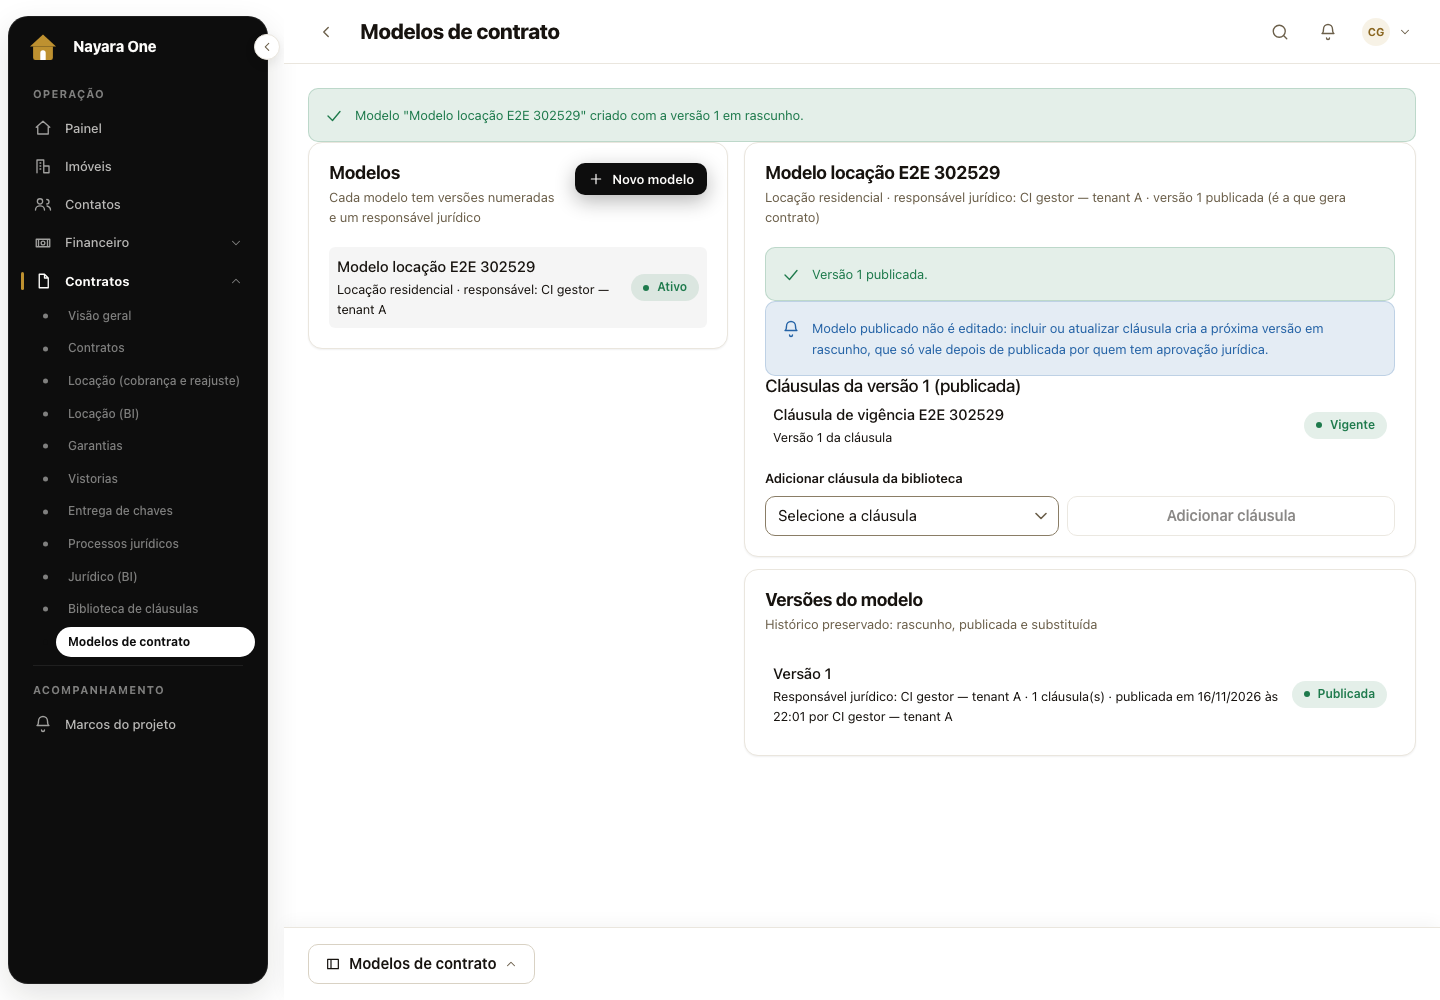 Nayara One
OPERAÇÃO
Painel
Imóveis
Contatos
Financeiro
Contratos
Visão geral
Contratos
Locação (cobrança e reajuste)
Locação (BI)
Garantias
Vistorias
Entrega de chaves
Processos jurídicos
Jurídico (BI)
Biblioteca de cláusulas
Modelos de contrato
ACOMPANHAMENTO
Marcos do projeto
Modelos de contrato
CG
Modelo "Modelo locação E2E 302529" criado com a versão 1 em rascunho.
Modelos
Cada modelo tem versões numeradas
e um responsável jurídico
Novo modelo
Modelo locação E2E 302529
Locação residencial · responsável: CI gestor —
tenant A
Ativo
Modelo locação E2E 302529
Locação residencial · responsável jurídico: CI gestor — tenant A · versão 1 publicada (é a que gera
contrato)
Versão 1 publicada.
Modelo publicado não é editado: incluir ou atualizar cláusula cria a próxima versão em
rascunho, que só vale depois de publicada por quem tem aprovação jurídica.
Cláusulas da versão 1 (publicada)
Cláusula de vigência E2E 302529
Versão 1 da cláusula
Vigente
Adicionar cláusula da biblioteca
Selecione a cláusula
Adicionar cláusula
Versões do modelo
Histórico preservado: rascunho, publicada e substituída
Versão 1
Responsável jurídico: CI gestor — tenant A · 1 cláusula(s) · publicada em 16/11/2026 às
22:01 por CI gestor — tenant A
Publicada
Modelos de contrato